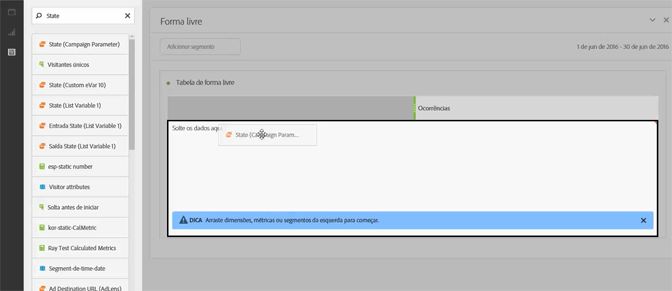 State
State (Campaign Parameter)
Visitantes únicos
State (Custom eVar 10)
State (List Variable 1)
Entrada State (List Variable 1)
Saída State (List Variable 1)
esp-static number
Visitor attributes
Solta antes de iniciar
kor-static-CalMetric
Ray Test Calculated Metrics
Segment-de-time-date
Ad Destination URL (AdLens)
Forma livre
Adicionar segmento
1 de jun de 2016 - 30 de jun de 2016
Tabela de forma livre
Ocorrências
Solte os dados aqu
State (Campaign Param...
DICA Arraste dimensões, métricas ou segmentos da esquerda para começar.